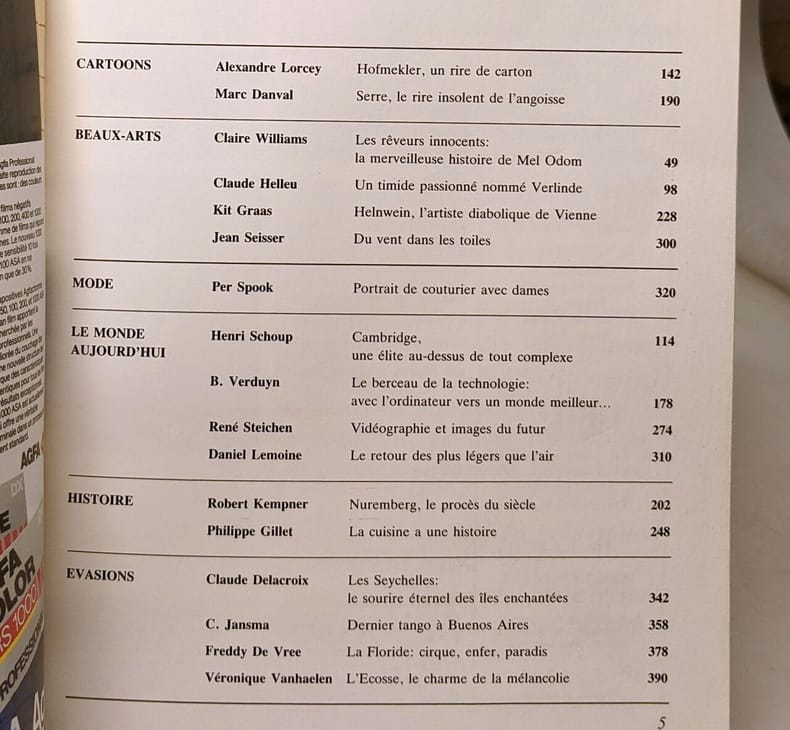 CARTOONS Alexandre Lorcey Hofmekler, un rire de carton 142
Marc Danval Serre, le rire insolent de l'angoisse 190
BEAUX-ARTS Claire Williams Les rêveurs innocents:
la merveilleuse histoire de Mel Odom 49
Claude Helleu Un timide passionné nommé Verlinde 98
Kit Graas Helnwein, l'artiste diabolique de Vienne 228
Jean Seisser Du vent dans les toiles 300
MODE Per Spook Portrait de couturier avec dames 320
LE MONDE Henri Schoup Cambridge, 114
AUJOURD'HUI une élite au-dessus de tout complexe
B. Verduyn Le berceau de la technologie:
avec l'ordinateur vers un monde meilleur... 178
René Steichen Vidéographie et images du futur 274
Daniel Lemoine Le retour des plus légers que l'air 310
HISTOIRE Robert Kempner Nuremberg, le procès du siècle 202
Philippe Gillet La cuisine a une histoire 248
EVASIONS Claude Delacroix Les Seychelles:
le sourire éternel des îles enchantées 342
C. Jansma Dernier tango à Buenos Aires 358
Freddy De Vree La Floride: cirque, enfer, paradis 378
Véronique Vanhaelen L'Ecosse, le charme de la mélancolie 390
5
AGFA